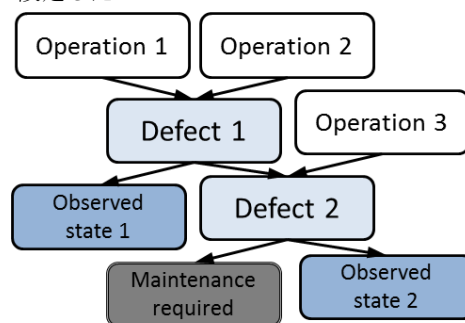 Operation 1
Operation 2
Defect 1
Operation 3
Observed
state 1
Defect 2
Maintenance
required
Observed
state 2